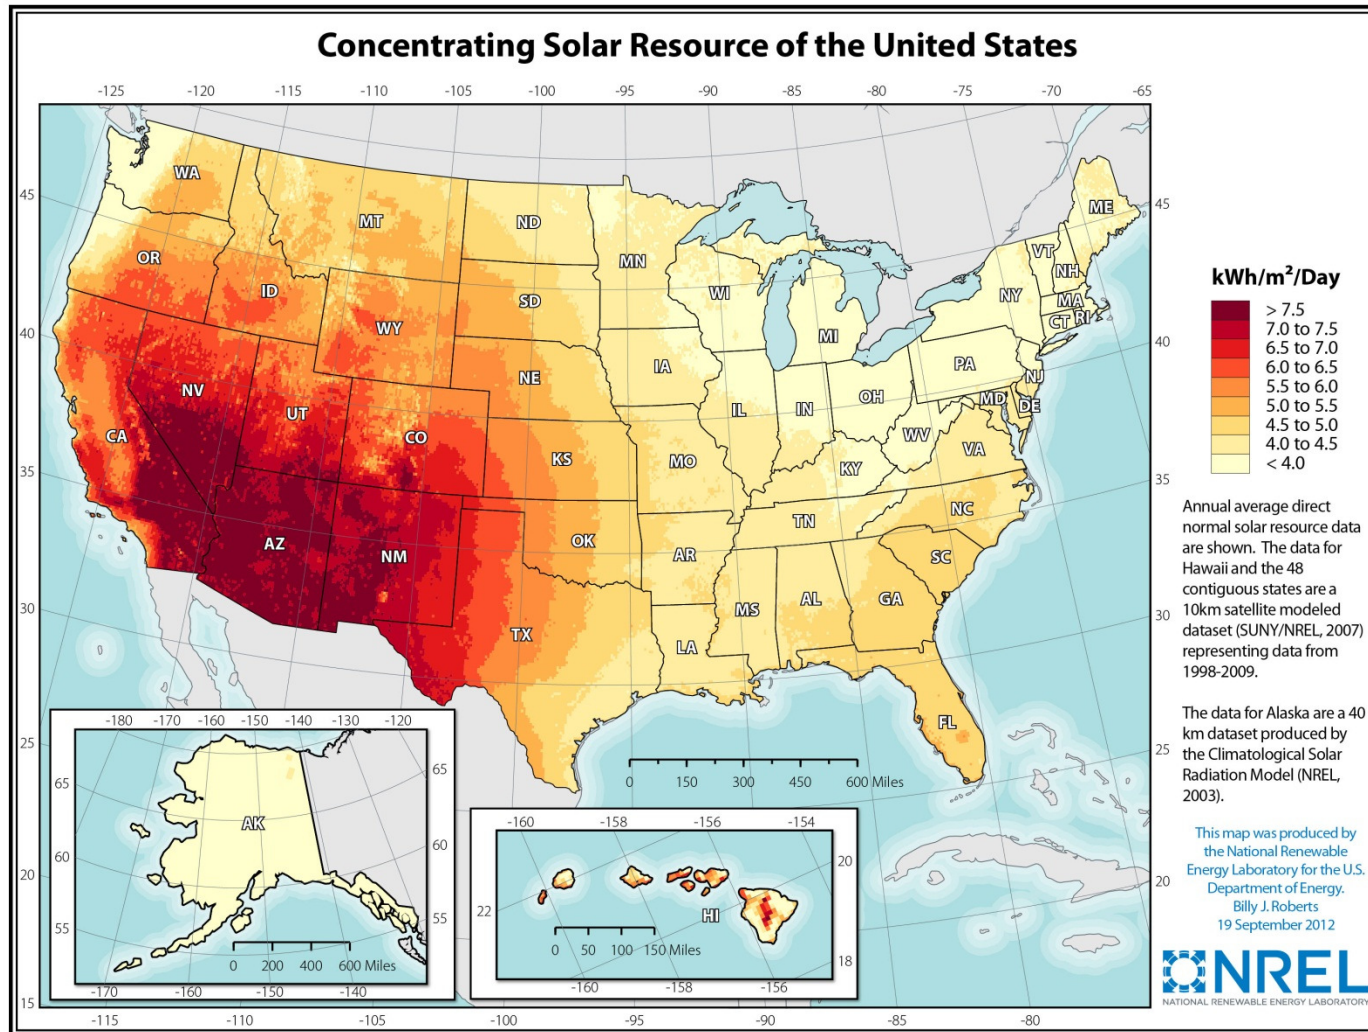 Concentrating Solar Resource of the United States
-125 -120 -115 -110 -105 -100 -95 -90 -85 -80 -75 -70 -65
45
40
35
30
25
20
15
45
40
35
30
25
20
-115 -110 -105 -100 -95 -90 -85 -80
WA
MT
ND
MN
ME
OR
ID
WY
SD
WI
MI
NY
VT
NH
MA
CT
RI
NV
UT
CO
NE
IA
IL
IN
OH
PA
NJ
MD
DE
CA
KS
MO
KY
WV
VA
AZ
NM
OK
AR
TN
NC
SC
TX
LA
MS
AL
GA
FL
0 150 300 450 600 Miles
-180 -170 -160 -150 -140 -130 -120
65
60
55
65
60
55
AK
0 200 400 600 Miles
-170 -160 -150 -140
-160 -158 -156 -154
22
20
18
HI
0 50 100 150 Miles
-160 -158 -156
kWh/m²/Day
> 7.5
7.0 to 7.5
6.5 to 7.0
6.0 to 6.5
5.5 to 6.0
5.0 to 5.5
4.5 to 5.0
4.0 to 4.5
< 4.0
Annual average direct
normal solar resource data
are shown. The data for
Hawaii and the 48
contiguous states are a
10km satellite modeled
dataset (SUNY/NREL, 2007)
representing data from
1998-2009.
The data for Alaska are a 40
km dataset produced by
the Climatological Solar
Radiation Model (NREL,
2003).
This map was produced by
the National Renewable
Energy Laboratory for the U.S.
Department of Energy.
Billy J. Roberts
19 September 2012
NREL
NATIONAL RENEWABLE ENERGY LABORATORY